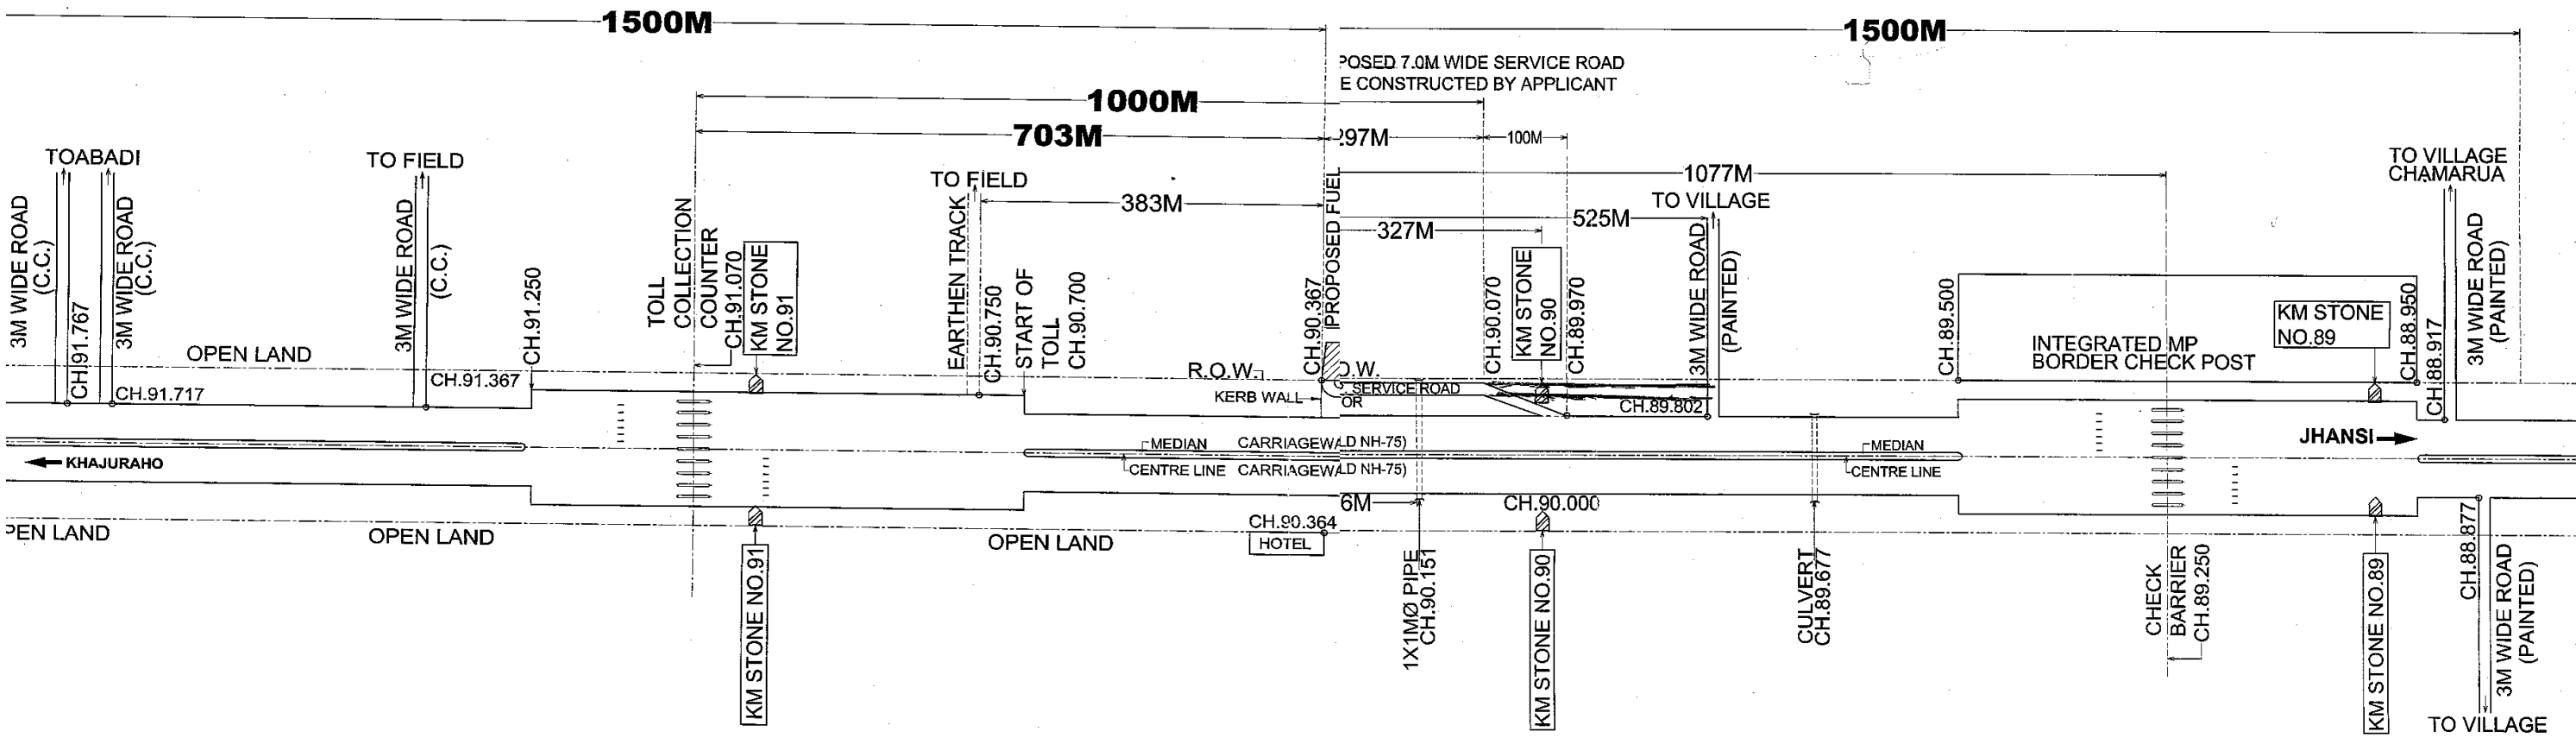 1500M
1500M
POSED 7.0M WIDE SERVICE ROAD
E CONSTRUCTED BY APPLICANT
1000M
703M
297M
100M
1077M
383M
525M
327M
TOABADI
3M WIDE ROAD
(C.C.)
CH.91.767
3M WIDE ROAD
(C.C.)
CH.91.717
OPEN LAND
TO FIELD
3M WIDE ROAD
(C.C.)
CH.91.367
CH.91.250
TOLL
COLLECTION
COUNTER
CH.91.070
KM STONE
NO.91
TO FIELD
EARTHEN TRACK
CH.90.750
START OF
TOLL
CH.90.700
R.O.W.
KERB WALL
CH.90.367
PROPOSED FUEL
O.W.
SERVICE ROAD
OR
CH.90.070
KM STONE
NO.90
CH.89.970
TO VILLAGE
3M WIDE ROAD
(PAINTED)
CH.89.802
CH.89.500
INTEGRATED MP
BORDER CHECK POST
KM STONE
NO.89
CH.88.950
CH.88.917
TO VILLAGE
CHAMARUA
3M WIDE ROAD
(PAINTED)
KHAJURAHO
MEDIAN
CARRIAGEWA
LD NH-75)
CENTRE LINE
CARRIAGEWA
LD NH-75)
MEDIAN
CENTRE LINE
JHANSI
PEN LAND
OPEN LAND
KM STONE NO.91
OPEN LAND
CH.90.364
HOTEL
6M
1X1MØ PIPE
CH.90.151
CH.90.000
KM STONE NO.90
CULVERT
CH.89.677
CHECK
BARRIER
CH.89.250
KM STONE NO.89
CH.88.877
3M WIDE ROAD
(PAINTED)
TO VILLAGE